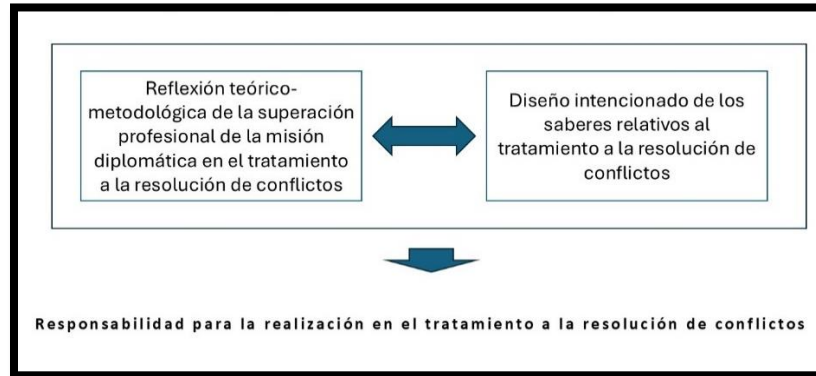 Reflexión teórico-
metodológica de la superación
profesional de la misión
diplomática en el tratamiento
a la resolución de conflictos
Diseño intencionado de los
saberes relativos al
tratamiento a la resolución de
conflictos
Responsabilidad para la realización en el tratamiento a la resolución de conflictos